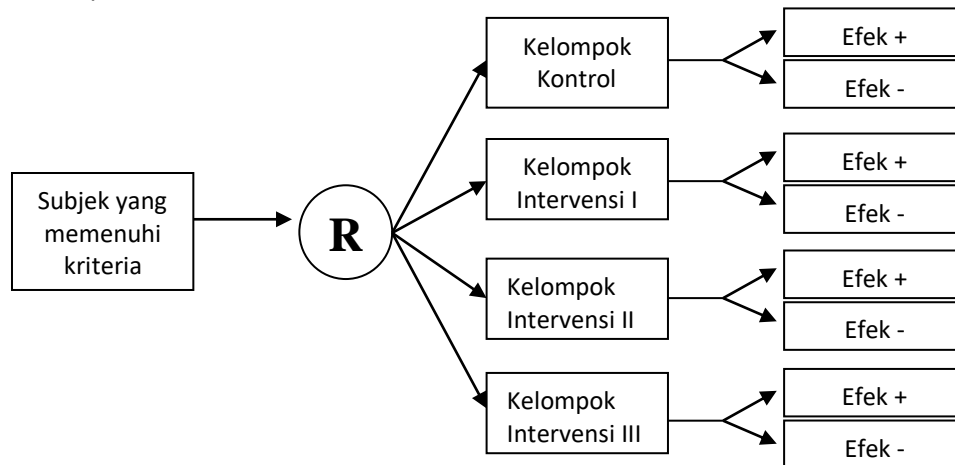 Subjek yang
memenuhi
kriteria
R
Kelompok
Kontrol
Efek +
Efek -
Kelompok
Intervensi I
Efek +
Efek -
Kelompok
Intervensi II
Efek +
Efek -
Kelompok
Intervensi III
Efek +
Efek -